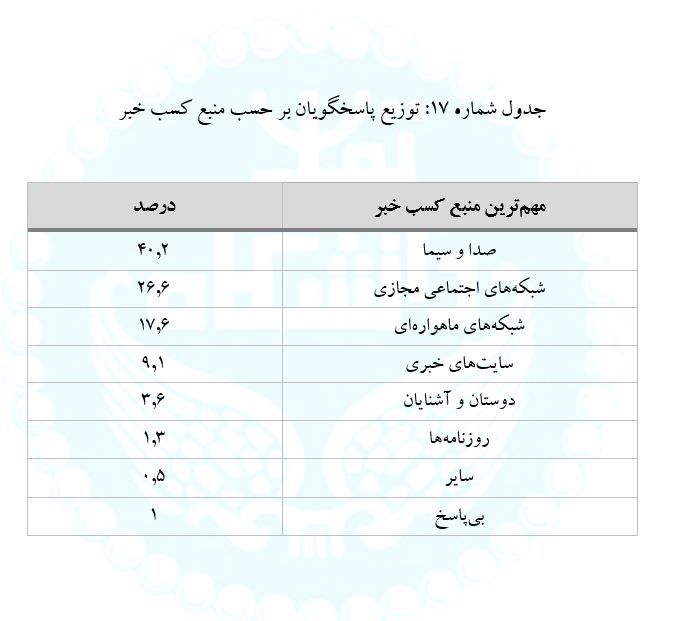 جدول شماره ۱۷: توزیع پاسخگویان بر حسب منبع کسب خبر
مهم‌ترین منبع کسب خبر درصد
صدا و سیما ۴۰,۲
شبکه‌های اجتماعی مجازی ۲۶,۶
شبکه‌های ماهواره‌ای ۱۷,۶
سایت‌های خبری ۹,۱
دوستان و آشنایان ۳,۶
روزنامه‌ها ۱,۳
سایر ۰,۵
بی‌پاسخ ۱